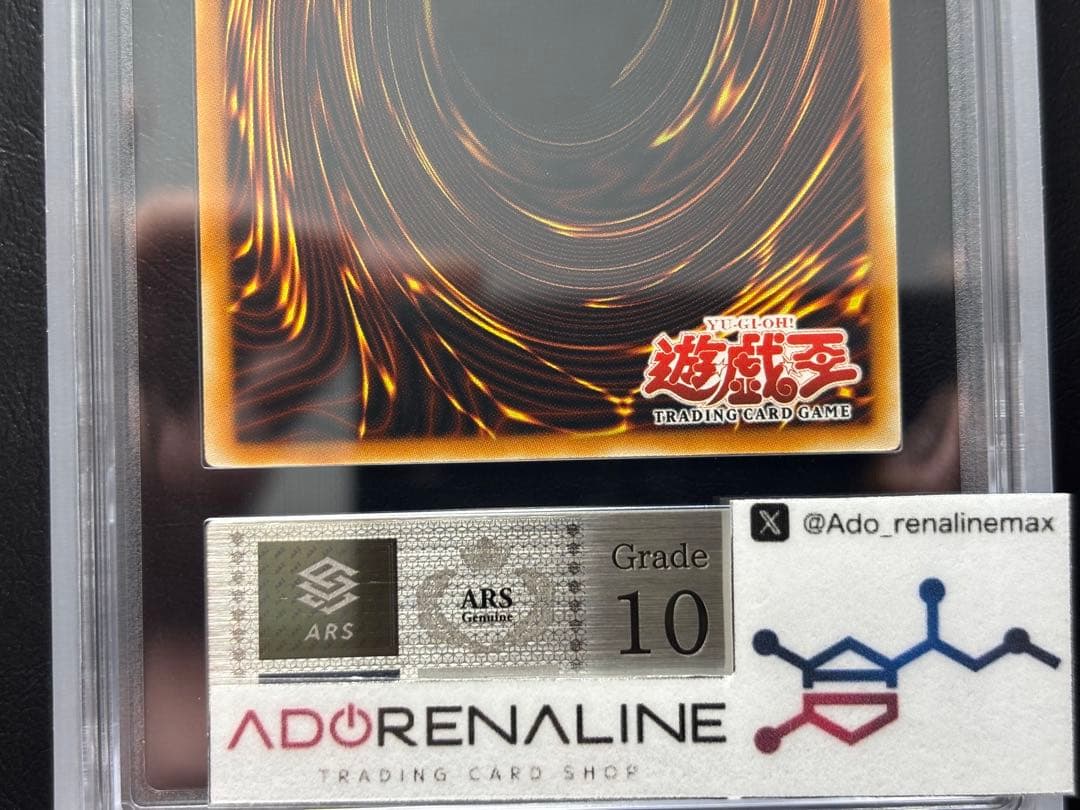 YU-GI-OH!
遊戯王
TRADING CARD GAME
ARS
ARS
Genuine
Grade
10
X @Ado_renalinemax
ADORENALINE
TRADING CARD SHOP